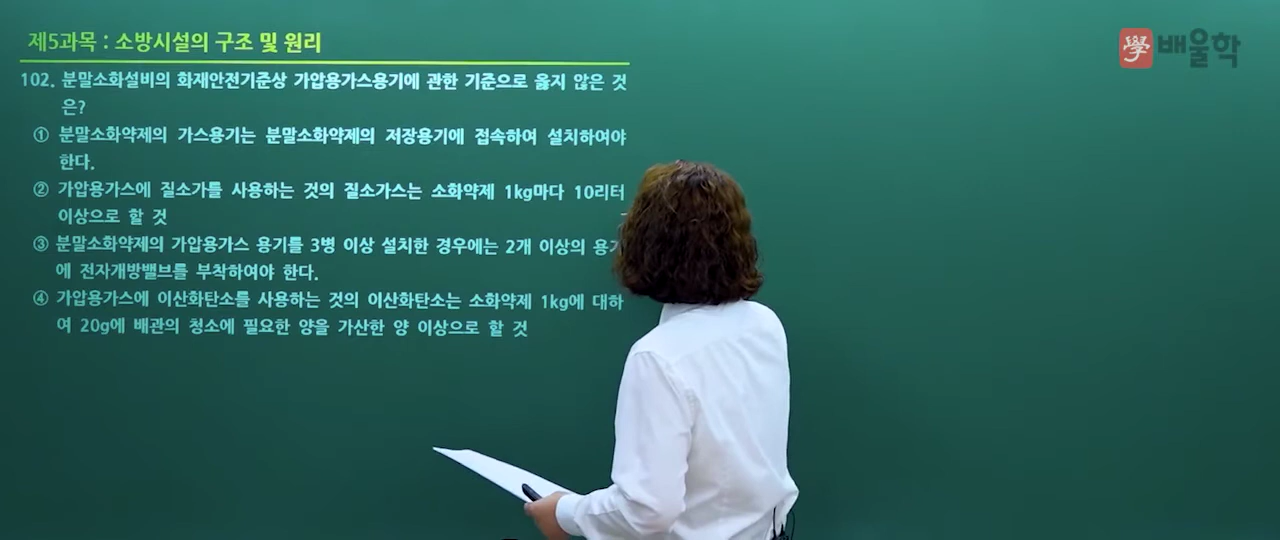 제5과목 : 소방시설의 구조 및 원리
學 배울학
102. 분말소화설비의 화재안전기준상 가압용가스용기에 관한 기준으로 옳지 않은 것
은?
① 분말소화약제의 가스용기는 분말소화약제의 저장용기에 접속하여 설치하여야
한다.
② 가압용가스에 질소가를 사용하는 것의 질소가스는 소화약제 1kg마다 10리터
이상으로 할 것
③ 분말소화약제의 가압용가스 용기를 3병 이상 설치한 경우에는 2개 이상의
에 전자개방밸브를 부착하여야 한다.
④ 가압용가스에 이산화탄소를 사용하는 것의 이산화탄소는 소화약제 1kg에 대하
여 20g에 배관의 청소에 필요한 양을 가산한 양 이상으로 할 것